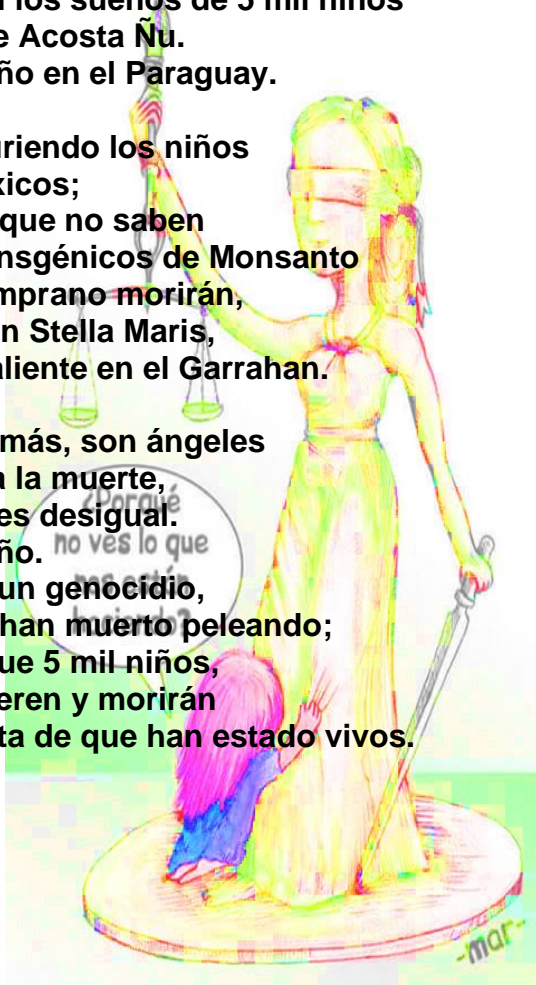 los sueños de 5 mil niños
e Acosta Ñu.
ño en el Paraguay.
riendo los niños
xicos;
que no saben
nsgénicos de Monsanto
mprano morirán,
n Stella Maris,
aliente en el Garrahan.
más, son ángeles
a la muerte,
es desigual.
ño.
un genocidio,
han muerto peleando;
ue 5 mil niños,
eren y morirán
ta de que han estado vivos.
¿Porqué
no ves lo que
nos están
haciendo?
-mar-